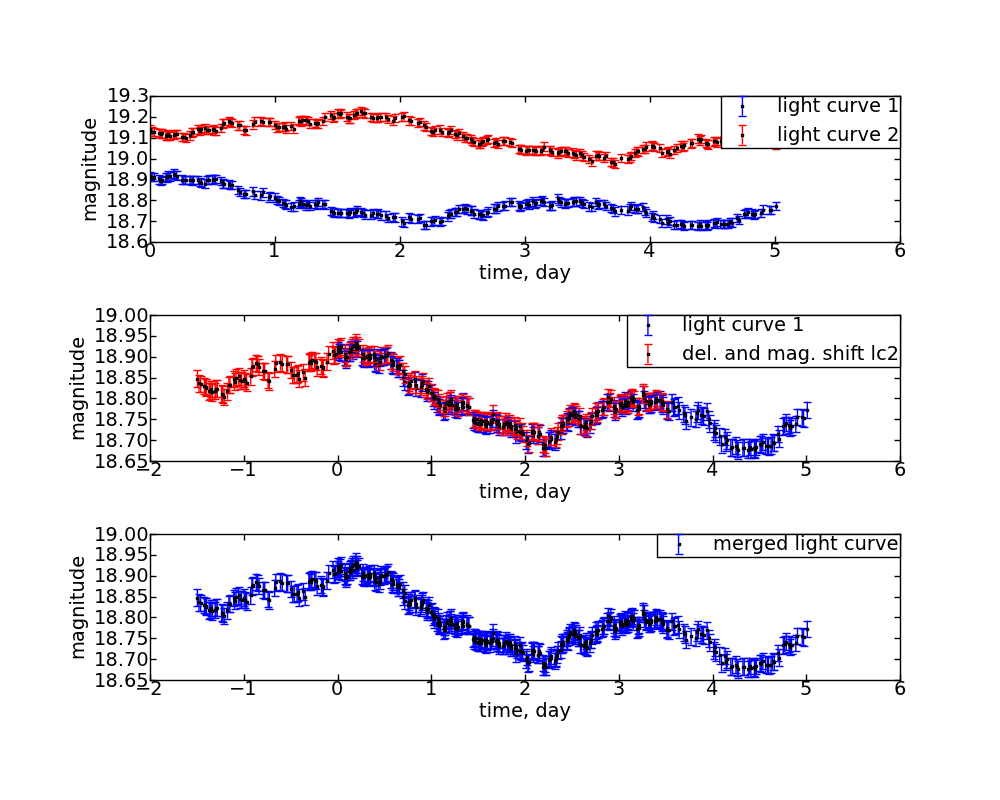 19.3
19.2
19.1
19.0
18.9
18.8
18.7
18.6
magnitude
light curve 1
light curve 2
0 1 2 3 4 5 6
time, day
19.00
18.95
18.90
18.85
18.80
18.75
18.70
18.65
magnitude
light curve 1
del. and mag. shift lc2
−2 −1 0 1 2 3 4 5 6
time, day
19.00
18.95
18.90
18.85
18.80
18.75
18.70
18.65
magnitude
merged light curve
−2 −1 0 1 2 3 4 5 6
time, day